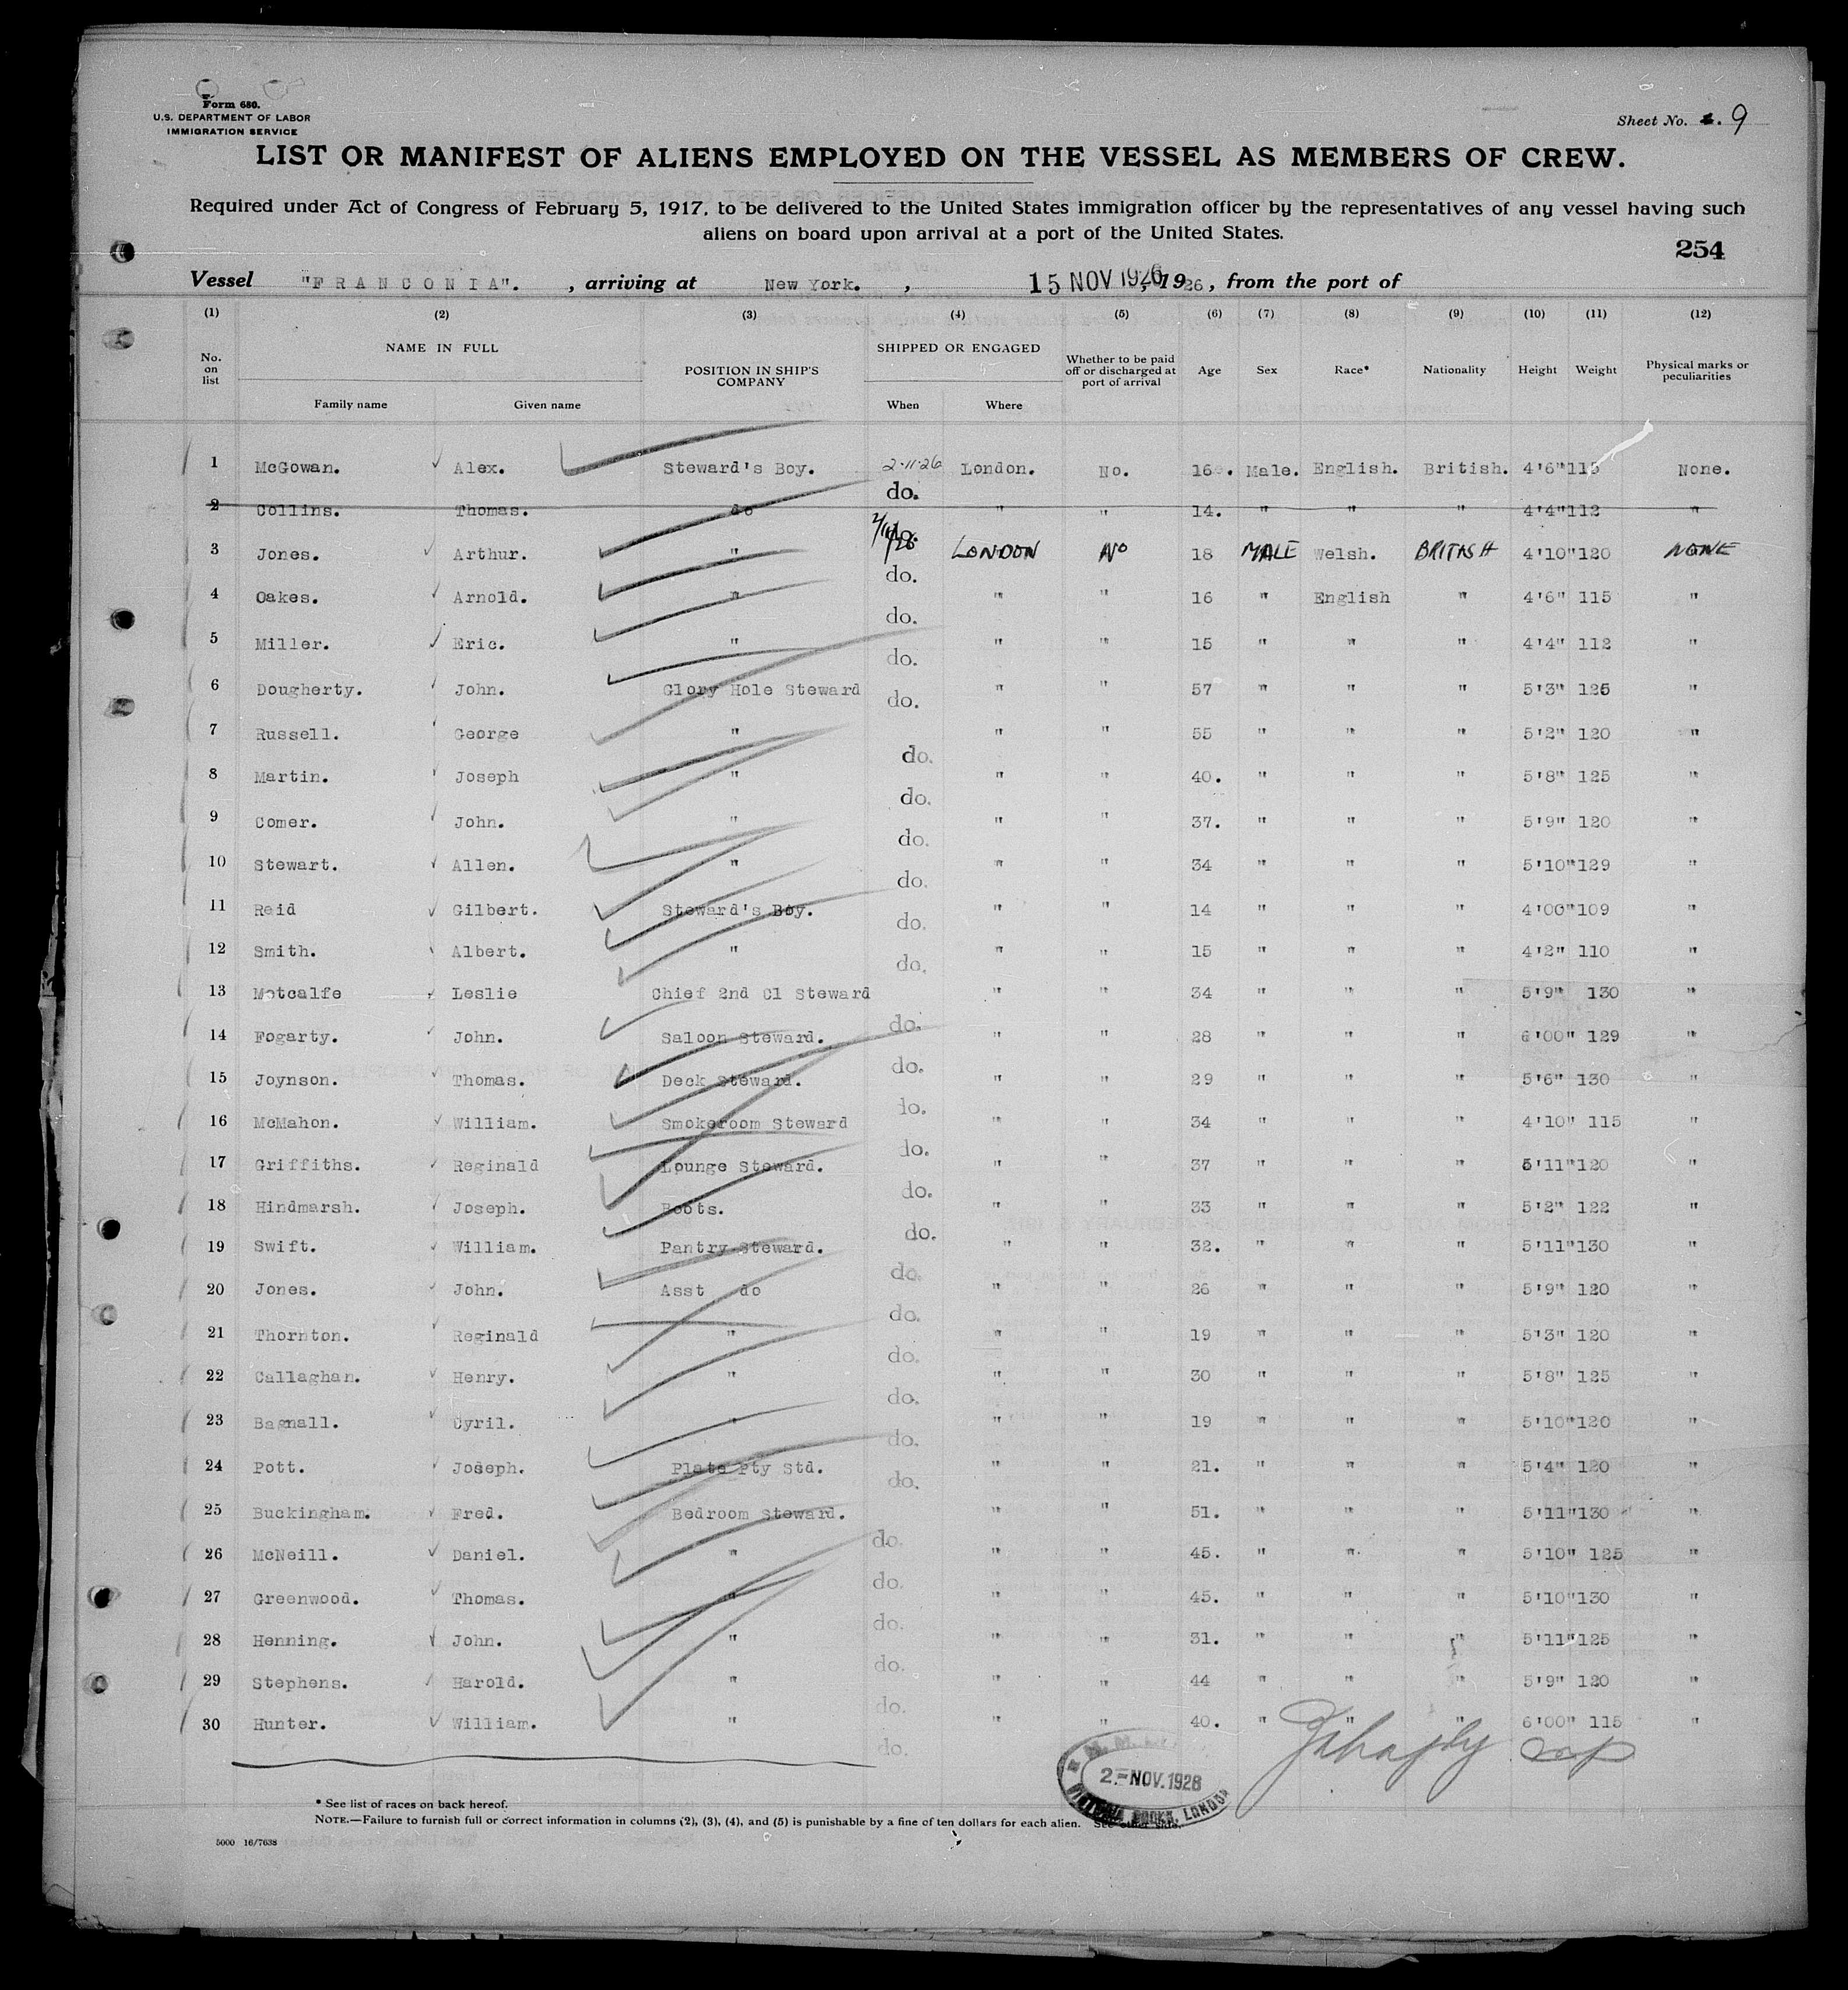 Form 680.
U.S. DEPARTMENT OF LABOR
IMMIGRATION SERVICE
Sheet No. 9
LIST OR MANIFEST OF ALIENS EMPLOYED ON THE VESSEL AS MEMBERS OF CREW.
Required under Act of Congress of February 5, 1917, to be delivered to the United States immigration officer by the representatives of any vessel having such
aliens on board upon arrival at a port of the United States.
254
Vessel "FRANCONIA". , arriving at New York. , 15 NOV 1926, 1926, from the port of
(1) (2) (3) (4) (5) (6) (7) (8) (9) (10) (11) (12)
No. on list NAME IN FULL POSITION IN SHIP'S COMPANY SHIPPED OR ENGAGED Whether to be paid off or discharged at port of arrival Age Sex Race* Nationality Height Weight Physical marks or peculiarities
Family name Given name When Where
1 McGowan. Alex. Steward's Boy. 2-11-26 London. No. 16. Male. English. British. 4'6" 115 None.
2 Collins. Thomas. do do. " " 14. " " " 4'4" 112 "
3 Jones. Arthur. " do. 2/11/26 LONDON No 18 MALE Welsh. BRITISH 4'10" 120 NONE
4 Oakes. Arnold. " do. " " 16 " English " 4'6" 115 "
5 Miller. Eric. " do. " " 15 " " " 4'4" 112 "
6 Dougherty. John. Glory Hole Steward do. " " 57 " " " 5'3" 125 "
7 Russell. George " do. " " 55 " " " 5'2" 120 "
8 Martin. Joseph " do. " " 40. " " " 5'8" 125 "
9 Comer. John. " do. " " 37. " " " 5'9" 120 "
10 Stewart. Allen. " do. " " 34 " " " 5'10" 129 "
11 Reid Gilbert. Steward's Boy. do. " " 14 " " " 4'00" 109 "
12 Smith. Albert. " do. " " 15 " " " 4'2" 110 "
13 Metcalfe Leslie Chief 2nd Cl Steward do. " " 34 " " " 5'9" 130 "
14 Fogarty. John. Saloon Steward. do. " " 28 " " " 6'00" 129 "
15 Joynson. Thomas. Deck Steward. do. " " 29 " " " 5'6" 130 "
16 McMahon. William. Smokeroom Steward do. " " 34 " " " 4'10" 115 "
17 Griffiths. Reginald Lounge Steward. do. " " 37 " " " 5'11" 120 "
18 Hindmarsh. Joseph. Boots. do. " " 33 " " " 5'2" 122 "
19 Swift. William. Pantry Steward. do. " " 32. " " " 5'11" 130 "
20 Jones. John. Asst do do. " " 26 " " " 5'9" 120 "
21 Thornton. Reginald " do. " " 19 " " " 5'3" 120 "
22 Callaghan. Henry. " do. " " 30 " " " 5'8" 125 "
23 Bagnall. Cyril. " do. " " 19 " " " 5'10" 120 "
24 Pott. Joseph. Plate Pty Std. do. " " 21. " " " 5'4" 120 "
25 Buckingham. Fred. Bedroom Steward. do. " " 51. " " " 5'11" 130 "
26 McNeill. Daniel. " do. " " 45. " " " 5'10" 125 "
27 Greenwood. Thomas. " do. " " 45. " " " 5'10" 130 "
28 Henning. John. " do. " " 31. " " " 5'11" 125 "
29 Stephens. Harold. " do. " " 44 " " " 5'9" 120 "
30 Hunter. William. " do. " " 40. " " " 6'00" 115 "
do.
2-NOV.1926
VICTORIA DOCKS, LONDON
* See list of races on back hereof.
NOTE.—Failure to furnish full or correct information in columns (2), (3), (4), and (5) is punishable by a fine of ten dollars for each alien. See other side.
5000 16/7638